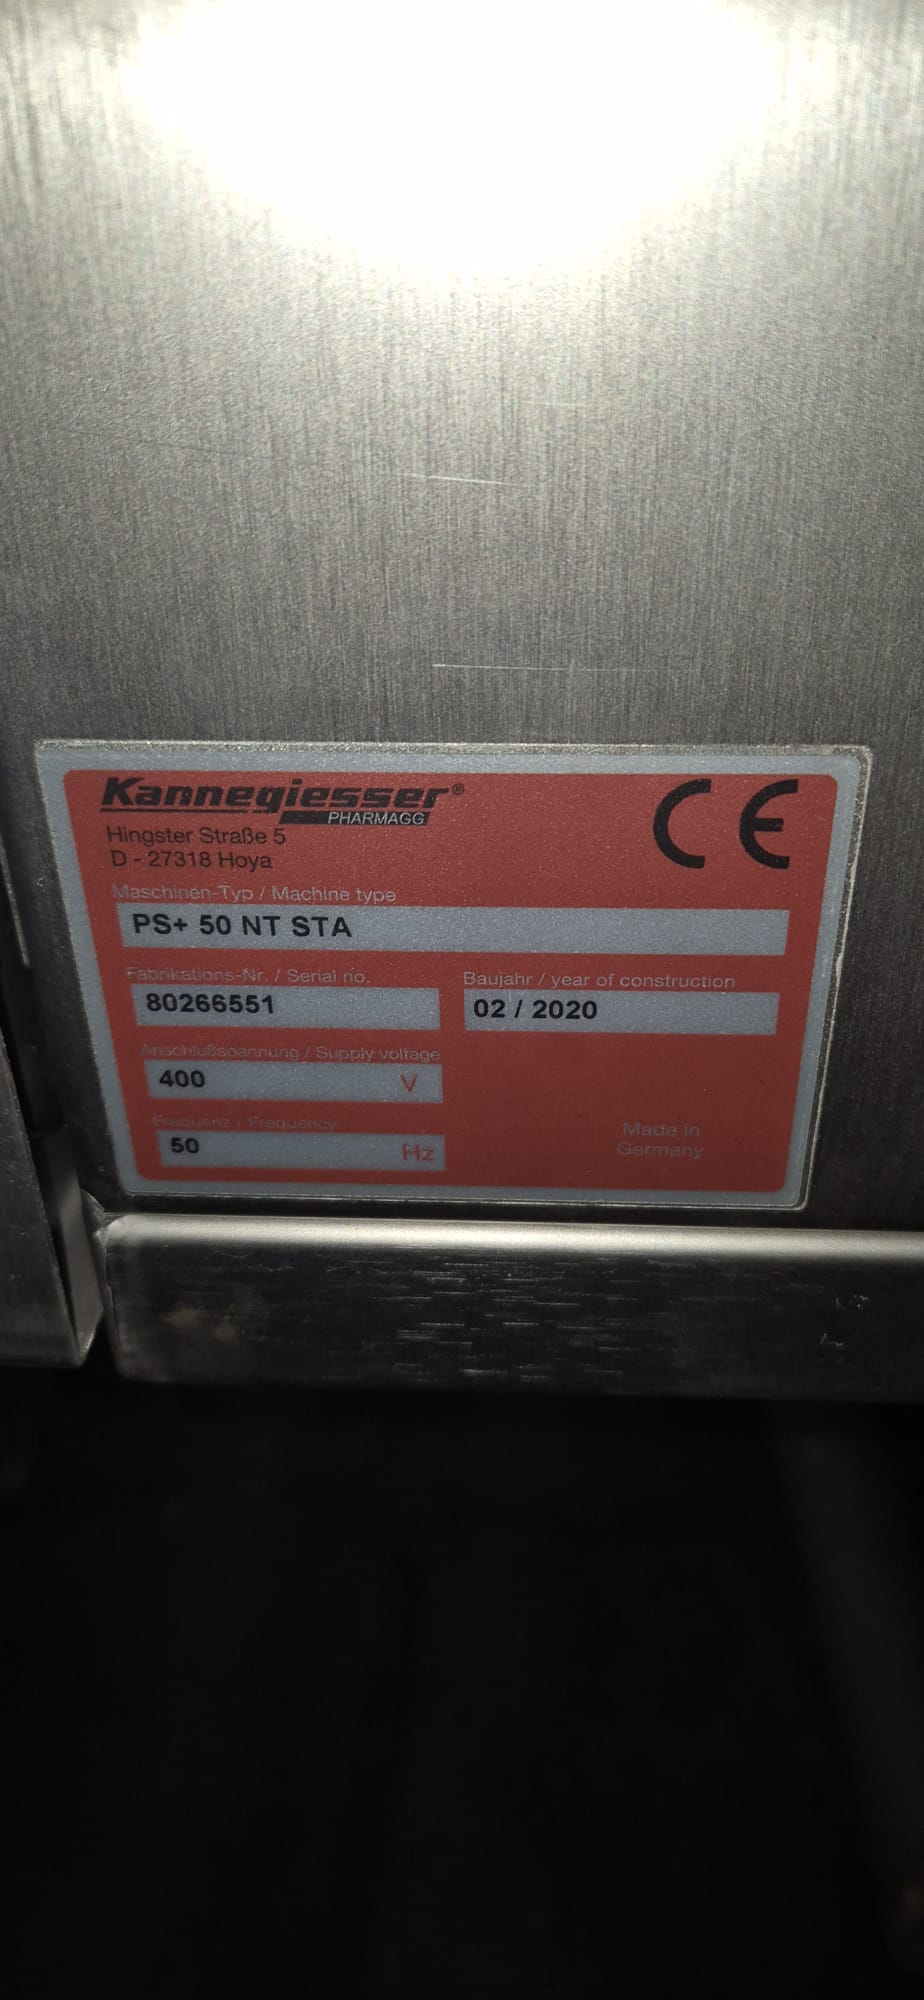 Kannegiesser®
PHARMAGG
Hingster Straße 5
D - 27318 Hoya
CE
Maschinen-Typ / Machine type
PS+ 50 NT STA
Fabrikations-Nr. / Serial no.
80266551
Baujahr / year of construction
02 / 2020
Anschlußspannung / Supply voltage
400 V
Frequenz / Frequency
50 Hz
Made in
Germany